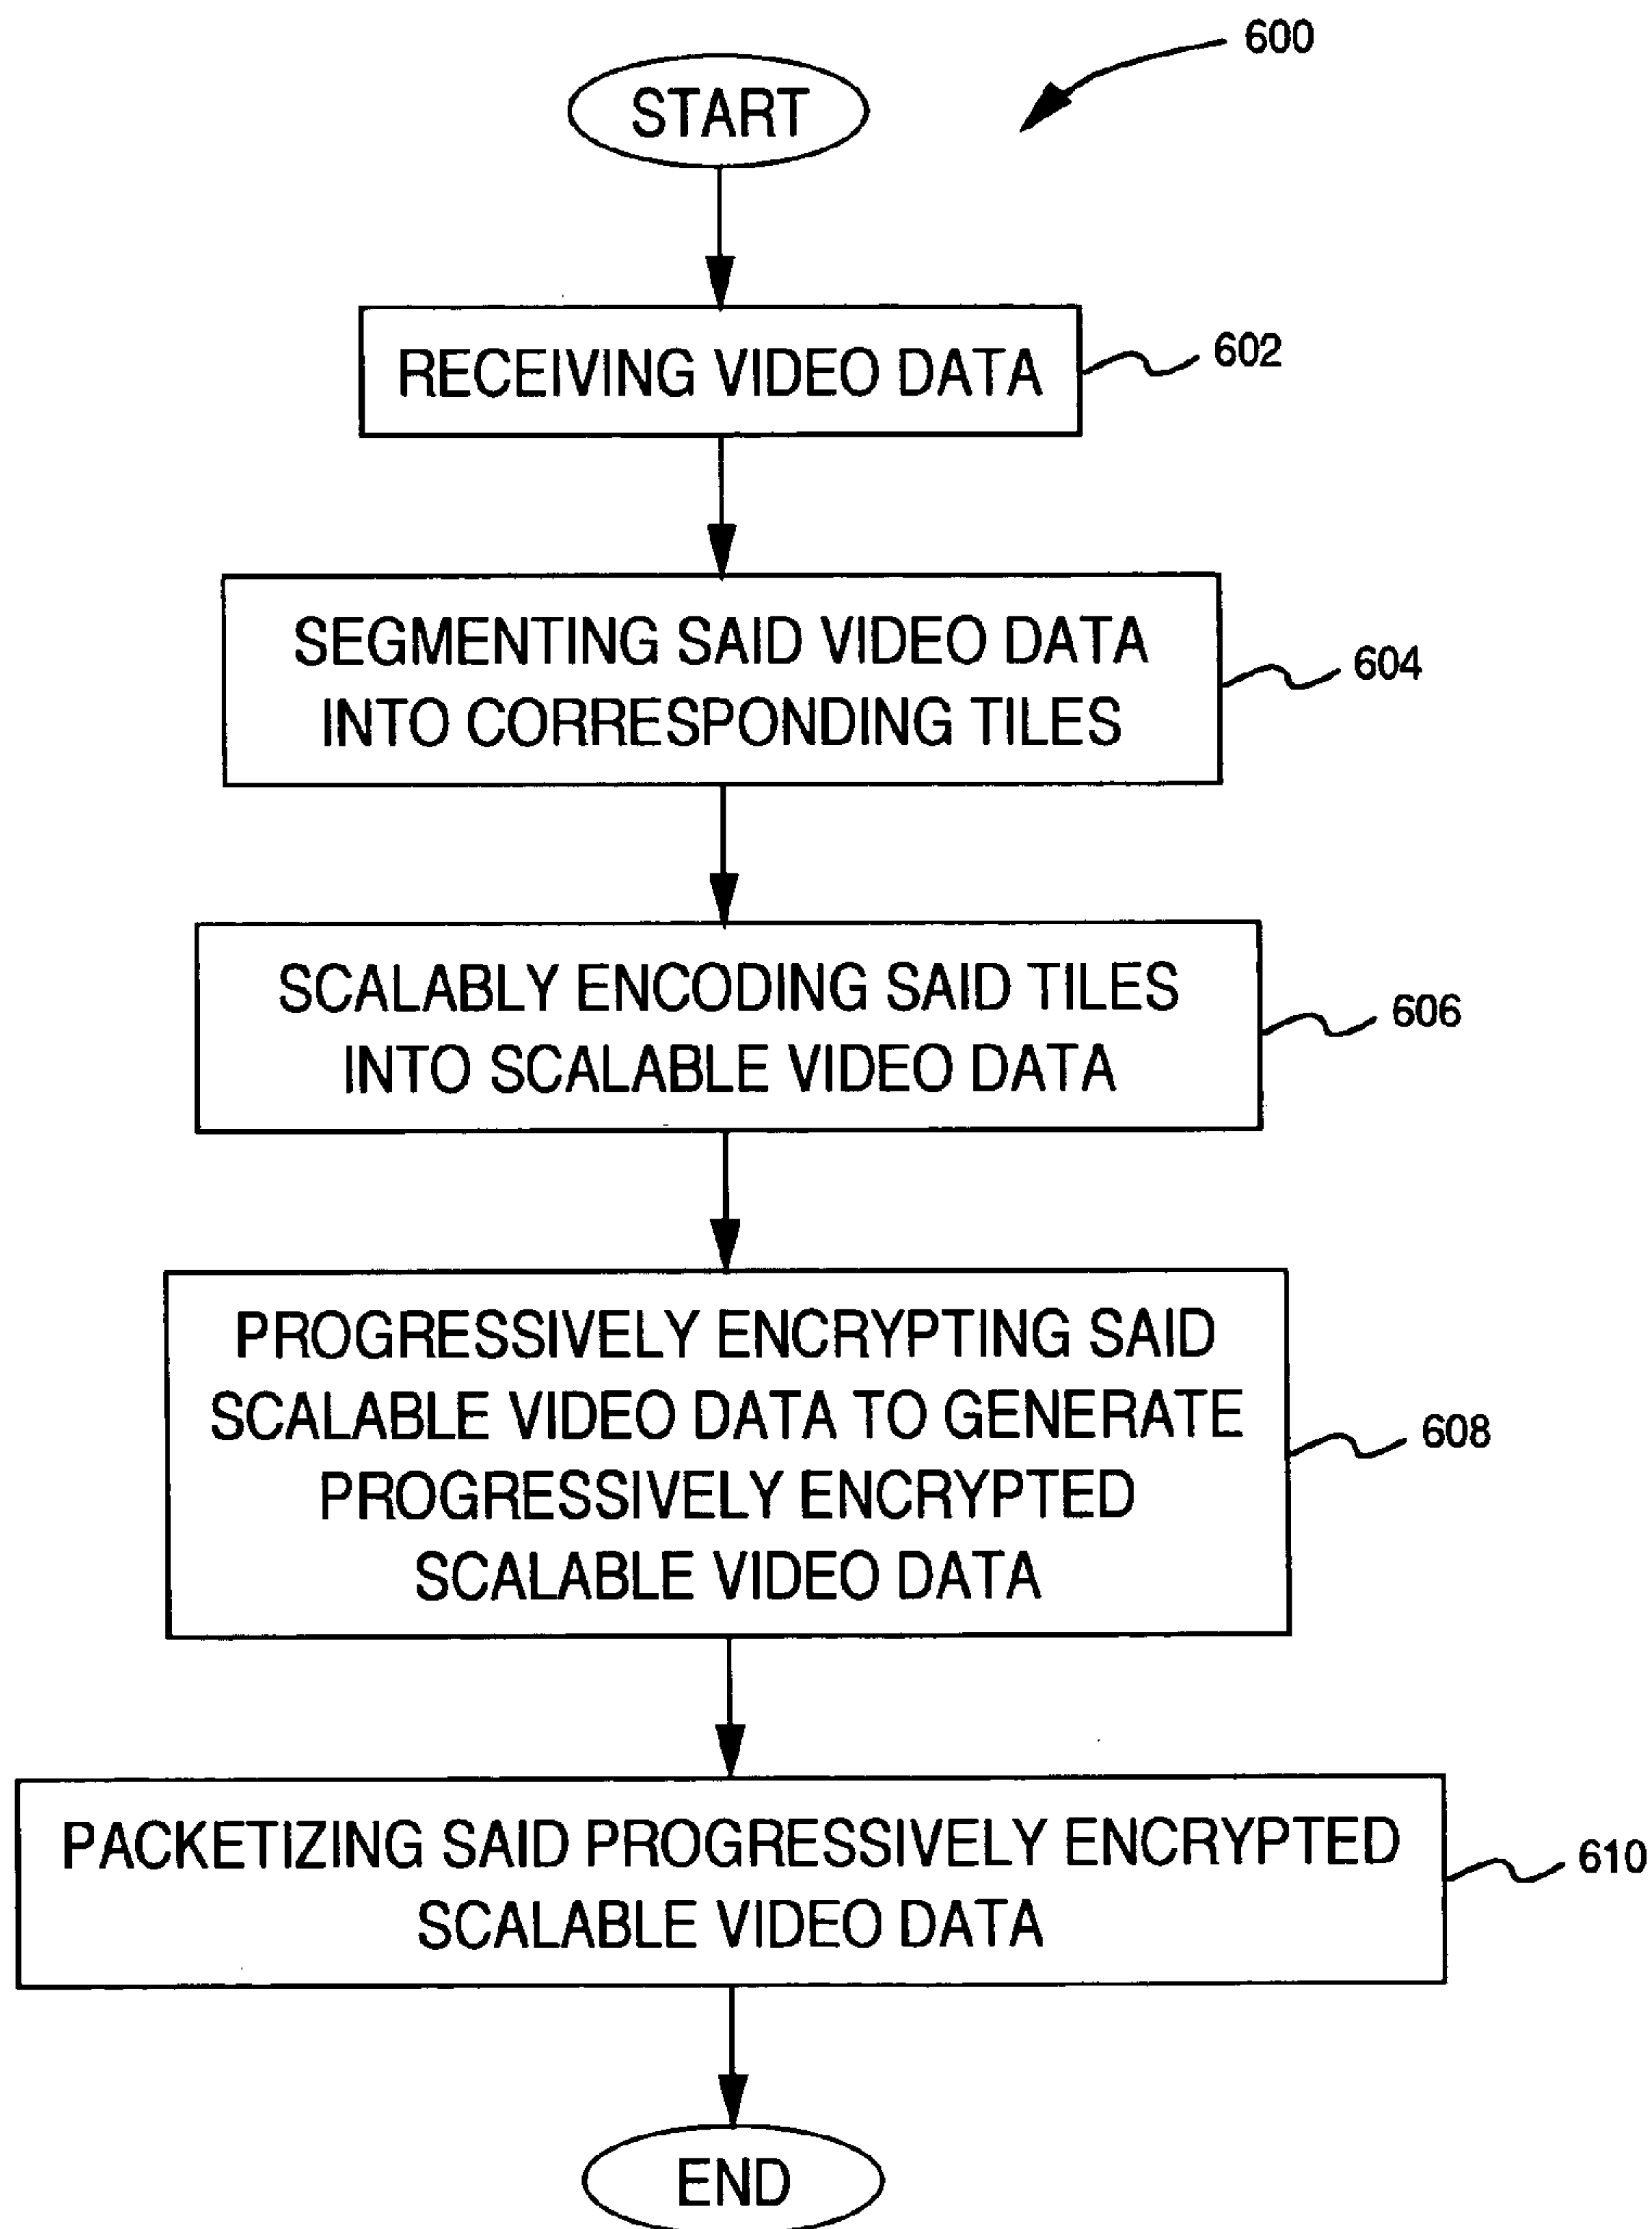 600
START
RECEIVING VIDEO DATA
602
SEGMENTING SAID VIDEO DATA
INTO CORRESPONDING TILES
604
SCALABLY ENCODING SAID TILES
INTO SCALABLE VIDEO DATA
606
PROGRESSIVELY ENCRYPTING SAID
SCALABLE VIDEO DATA TO GENERATE
PROGRESSIVELY ENCRYPTED
SCALABLE VIDEO DATA
608
PACKETIZING SAID PROGRESSIVELY ENCRYPTED
SCALABLE VIDEO DATA
610
END